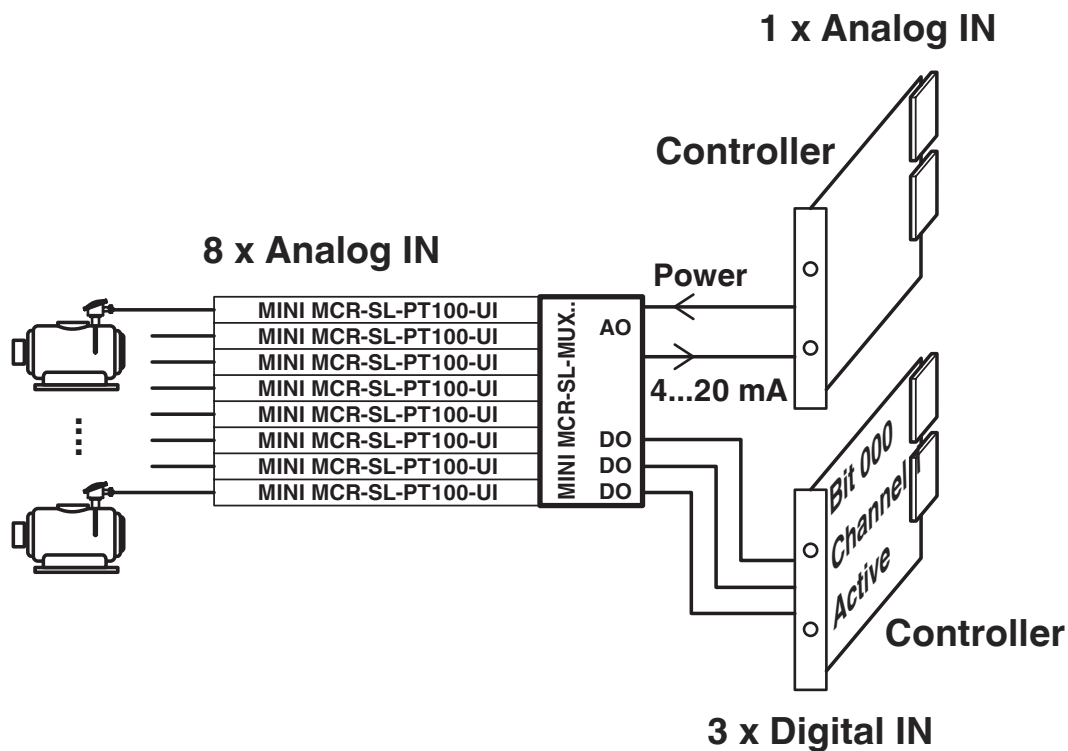 1 x Analog IN
Controller
8 x Analog IN
Power
MINI MCR-SL-PT100-UI
MINI MCR-SL-PT100-UI
MINI MCR-SL-PT100-UI
MINI MCR-SL-PT100-UI
MINI MCR-SL-PT100-UI
MINI MCR-SL-PT100-UI
MINI MCR-SL-PT100-UI
MINI MCR-SL-PT100-UI
MINI MCR-SL-MUX..
AO
4...20 mA
DO
DO
DO
Bit 000
Channel 1
Active
Controller
3 x Digital IN